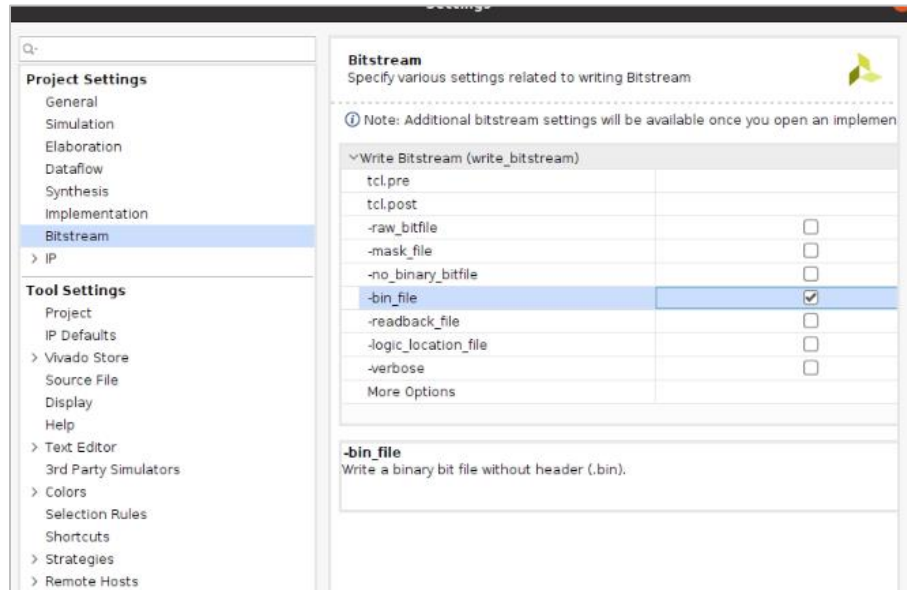 Settings
Project Settings
General
Simulation
Elaboration
Dataflow
Synthesis
Implementation
Bitstream
> IP
Tool Settings
Project
IP Defaults
> Vivado Store
Source File
Display
Help
> Text Editor
3rd Party Simulators
> Colors
Selection Rules
Shortcuts
> Strategies
> Remote Hosts
Bitstream
Specify various settings related to writing Bitstream
Note: Additional bitstream settings will be available once you open an implemen
Write Bitstream (write_bitstream)
tcl.pre
tcl.post
-raw_bitfile
-mask_file
-no_binary_bitfile
-bin_file
-readback_file
-logic_location_file
-verbose
More Options
-bin_file
Write a binary bit file without header (.bin).